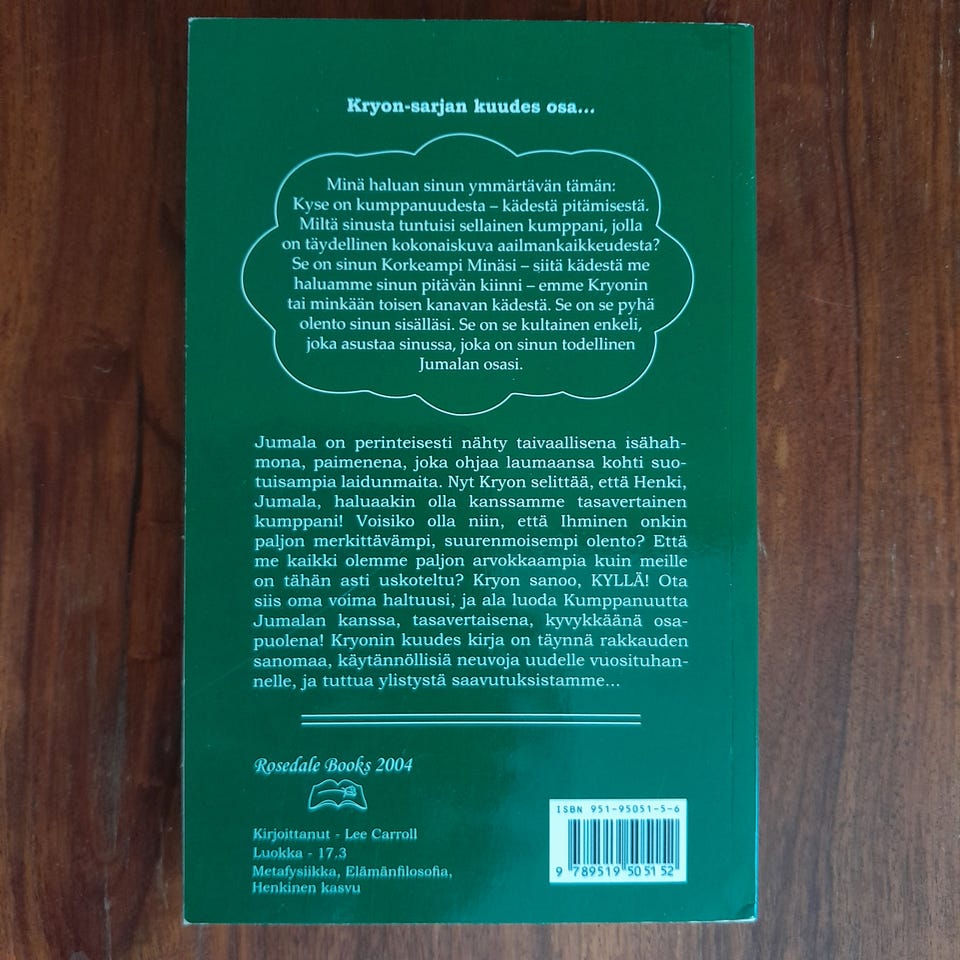 Kryon-sarjan kuudes osa...
Minä haluan sinun ymmärtävän tämän:
Kyse on kumppanuudesta – kädestä pitämisestä.
Miltä sinusta tuntuisi sellainen kumppani, jolla
on täydellinen kokonaiskuva aailmankaikkeudesta?
Se on sinun Korkeampi Minäsi – siitä kädestä me
haluamme sinun pitävän kiinni – emme Kryonin
tai minkään toisen kanavan kädestä. Se on se pyhä
olento sinun sisälläsi. Se on se kultainen enkeli,
joka asustaa sinussa, joka on sinun todellinen
Jumalan osasi.
Jumala on perinteisesti nähty taivaallisena isähah-
mona, paimenena, joka ohjaa laumaansa kohti suo-
tuisampia laidunmaita. Nyt Kryon selittää, että Henki,
Jumala, haluaakin olla kanssamme tasavertainen
kumppani! Voisiko olla niin, että Ihminen onkin
paljon merkittävämpi, suurenmoisempi olento? Että
me kaikki olemme paljon arvokkaampia kuin meille
on tähän asti uskoteltu? Kryon sanoo, KYLLÄ! Ota
siis oma voima haltuusi, ja ala luoda Kumppanuutta
Jumalan kanssa, tasavertaisena, kyvykkäänä osa-
puolena! Kryonin kuudes kirja on täynnä rakkauden
sanomaa, käytännöllisiä neuvoja uudelle vuosituhan-
nelle, ja tuttua ylistystä saavutuksistamme...
Rosedale Books 2004
Kirjoittanut - Lee Carroll
Luokka - 17.3
Metafysiikka, Elämänfilosofia,
Henkinen kasvu
ISBN 951-95051-5-6
9 789519 505152